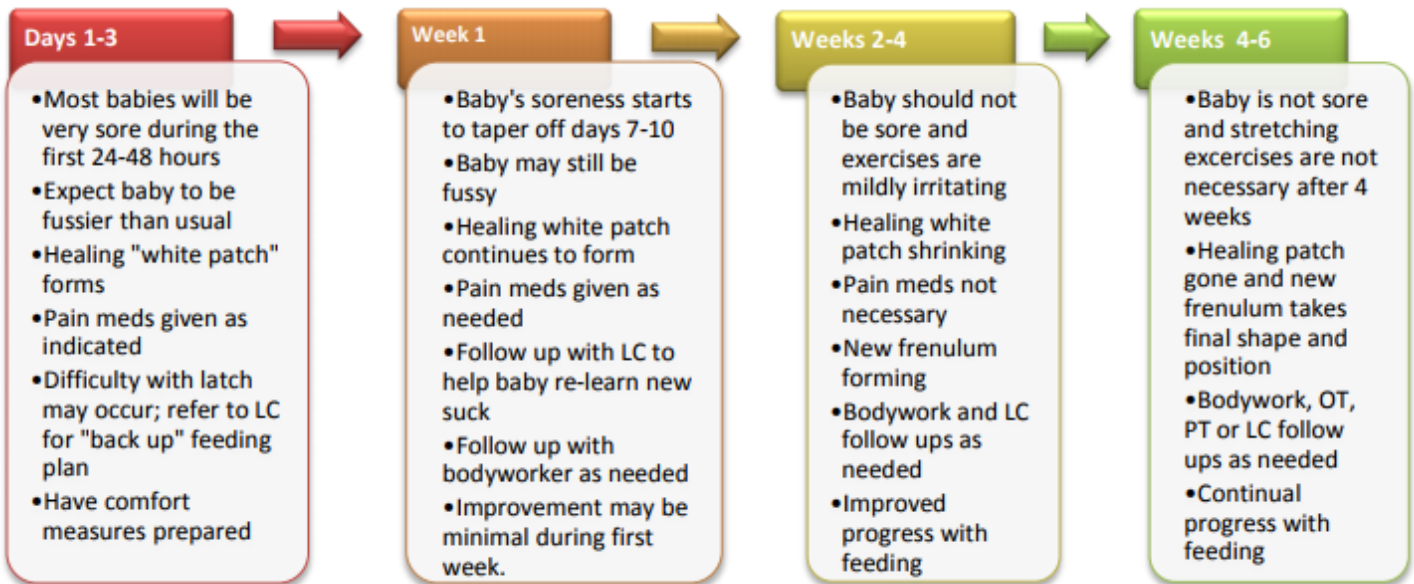 Days 1-3
•Most babies will be
very sore during the
first 24-48 hours
•Expect baby to be
fussier than usual
•Healing "white patch"
forms
•Pain meds given as
indicated
•Difficulty with latch
may occur; refer to LC
for "back up" feeding
plan
•Have comfort
measures prepared
Week 1
•Baby's soreness starts
to taper off days 7-10
•Baby may still be
fussy
•Healing white patch
continues to form
•Pain meds given as
needed
•Follow up with LC to
help baby re-learn new
suck
•Follow up with
bodyworker as needed
•Improvement may be
minimal during first
week.
Weeks 2-4
•Baby should not
be sore and
exercises are
mildly irritating
•Healing white
patch shrinking
•Pain meds not
necessary
•New frenulum
forming
•Bodywork and LC
follow ups as
needed
•Improved
progress with
feeding
Weeks 4-6
•Baby is not sore
and stretching
excercises are not
necessary after 4
weeks
•Healing patch
gone and new
frenulum takes
final shape and
position
•Bodywork, OT,
PT or LC follow
ups as needed
•Continual
progress with
feeding